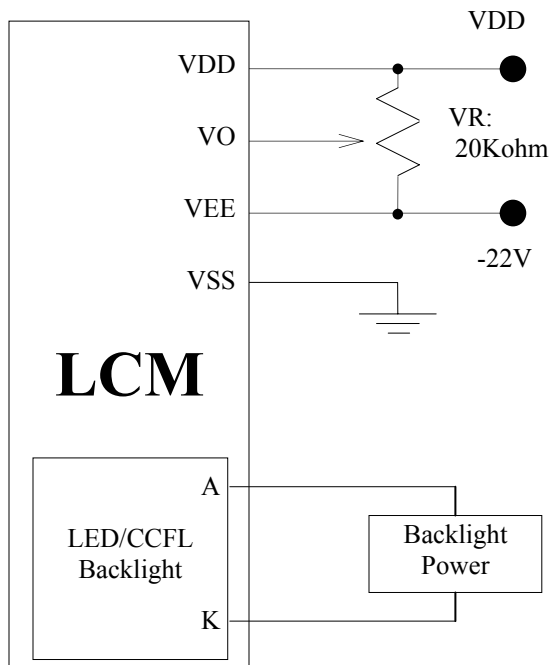 VDD
VDD
VO
VR:
20Kohm
VEE
-22V
VSS
LCM
A
LED/CCFL
Backlight
Backlight
Power
K